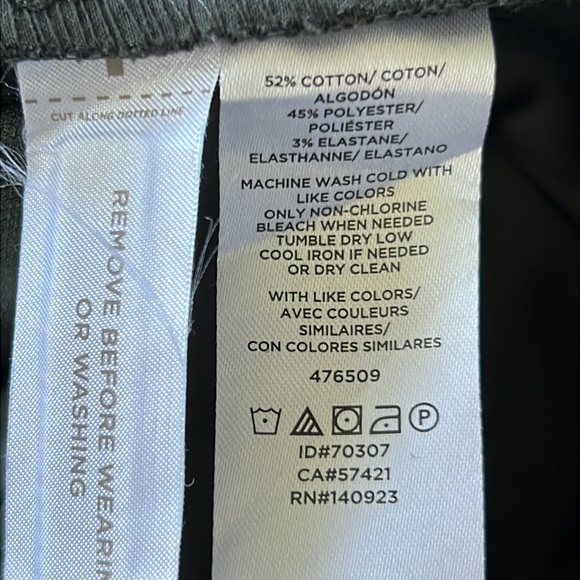 CUT ALONG DOTTED LINE
REMOVE BEFORE WEARIN
OR WASHING
52% COTTON/ COTON/
ALGODÓN
45% POLYESTER/
POLIÉSTER
3% ELASTANE/
ELASTHANNE/ ELASTANO
MACHINE WASH COLD WITH
LIKE COLORS
ONLY NON-CHLORINE
BLEACH WHEN NEEDED
TUMBLE DRY LOW
COOL IRON IF NEEDED
OR DRY CLEAN
WITH LIKE COLORS/
AVEC COULEURS
SIMILAIRES/
CON COLORES SIMILARES
476509
P
ID#70307
CA#57421
RN#140923